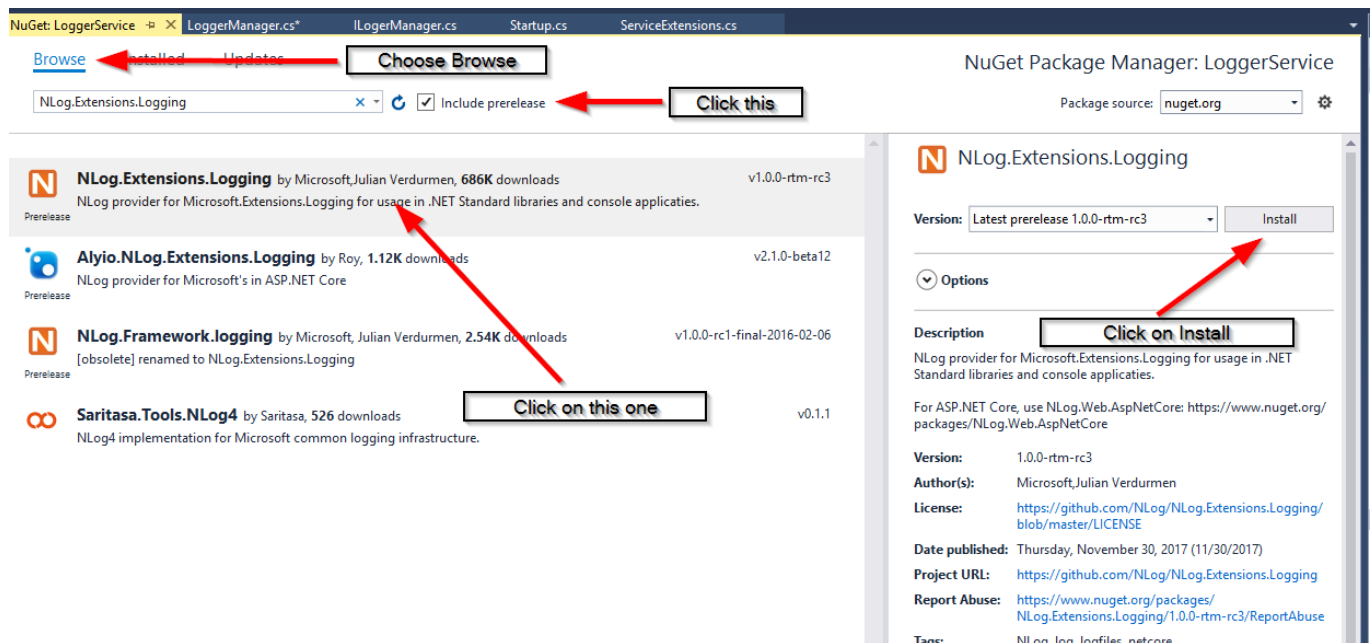 NuGet: LoggerService LoggerManager.cs* ILogerManager.cs Startup.cs ServiceExtensions.cs
Browse Installed Updates
Choose Browse
NuGet Package Manager: LoggerService
NLog.Extensions.Logging
Include prerelease
Click this
Package source: nuget.org
NLog.Extensions.Logging by Microsoft,Julian Verdurmen, 686K downloads v1.0.0-rtm-rc3
NLog provider for Microsoft.Extensions.Logging for usage in .NET Standard libraries and console applicaties.
Prerelease
Alyio.NLog.Extensions.Logging by Roy, 1.12K downloads v2.1.0-beta12
NLog provider for Microsoft's in ASP.NET Core
Prerelease
NLog.Framework.logging by Microsoft, Julian Verdurmen, 2.54K downloads v1.0.0-rc1-final-2016-02-06
[obsolete] renamed to NLog.Extensions.Logging
Prerelease
Click on this one
Saritasa.Tools.NLog4 by Saritasa, 526 downloads v0.1.1
NLog4 implementation for Microsoft common logging infrastructure.
NLog.Extensions.Logging
Version: Latest prerelease 1.0.0-rtm-rc3 Install
Options
Click on Install
Description
NLog provider for Microsoft.Extensions.Logging for usage in .NET
Standard libraries and console applicaties.
For ASP.NET Core, use NLog.Web.AspNetCore: https://www.nuget.org/
packages/NLog.Web.AspNetCore
Version: 1.0.0-rtm-rc3
Author(s): Microsoft,Julian Verdurmen
License: https://github.com/NLog/NLog.Extensions.Logging/
blob/master/LICENSE
Date published: Thursday, November 30, 2017 (11/30/2017)
Project URL: https://github.com/NLog/NLog.Extensions.Logging
Report Abuse: https://www.nuget.org/packages/
NLog.Extensions.Logging/1.0.0-rtm-rc3/ReportAbuse
Tags: NLog, log, logfiles, netcore